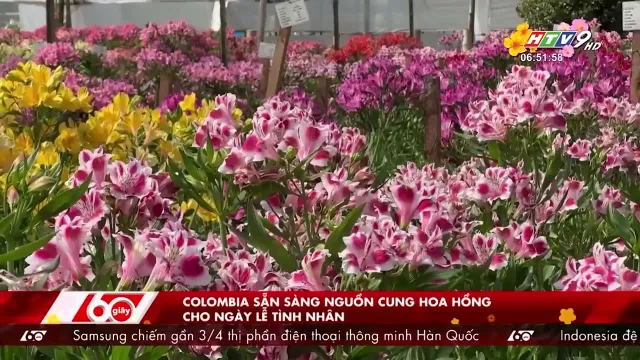 HTV9 HD
06:51:58
60 giây
COLOMBIA SẴN SÀNG NGUỒN CUNG HOA HỒNG
CHO NGÀY LỄ TÌNH NHÂN
60 Samsung chiếm gần 3/4 thị phần điện thoại thông minh Hàn Quốc 60 Indonesia đề